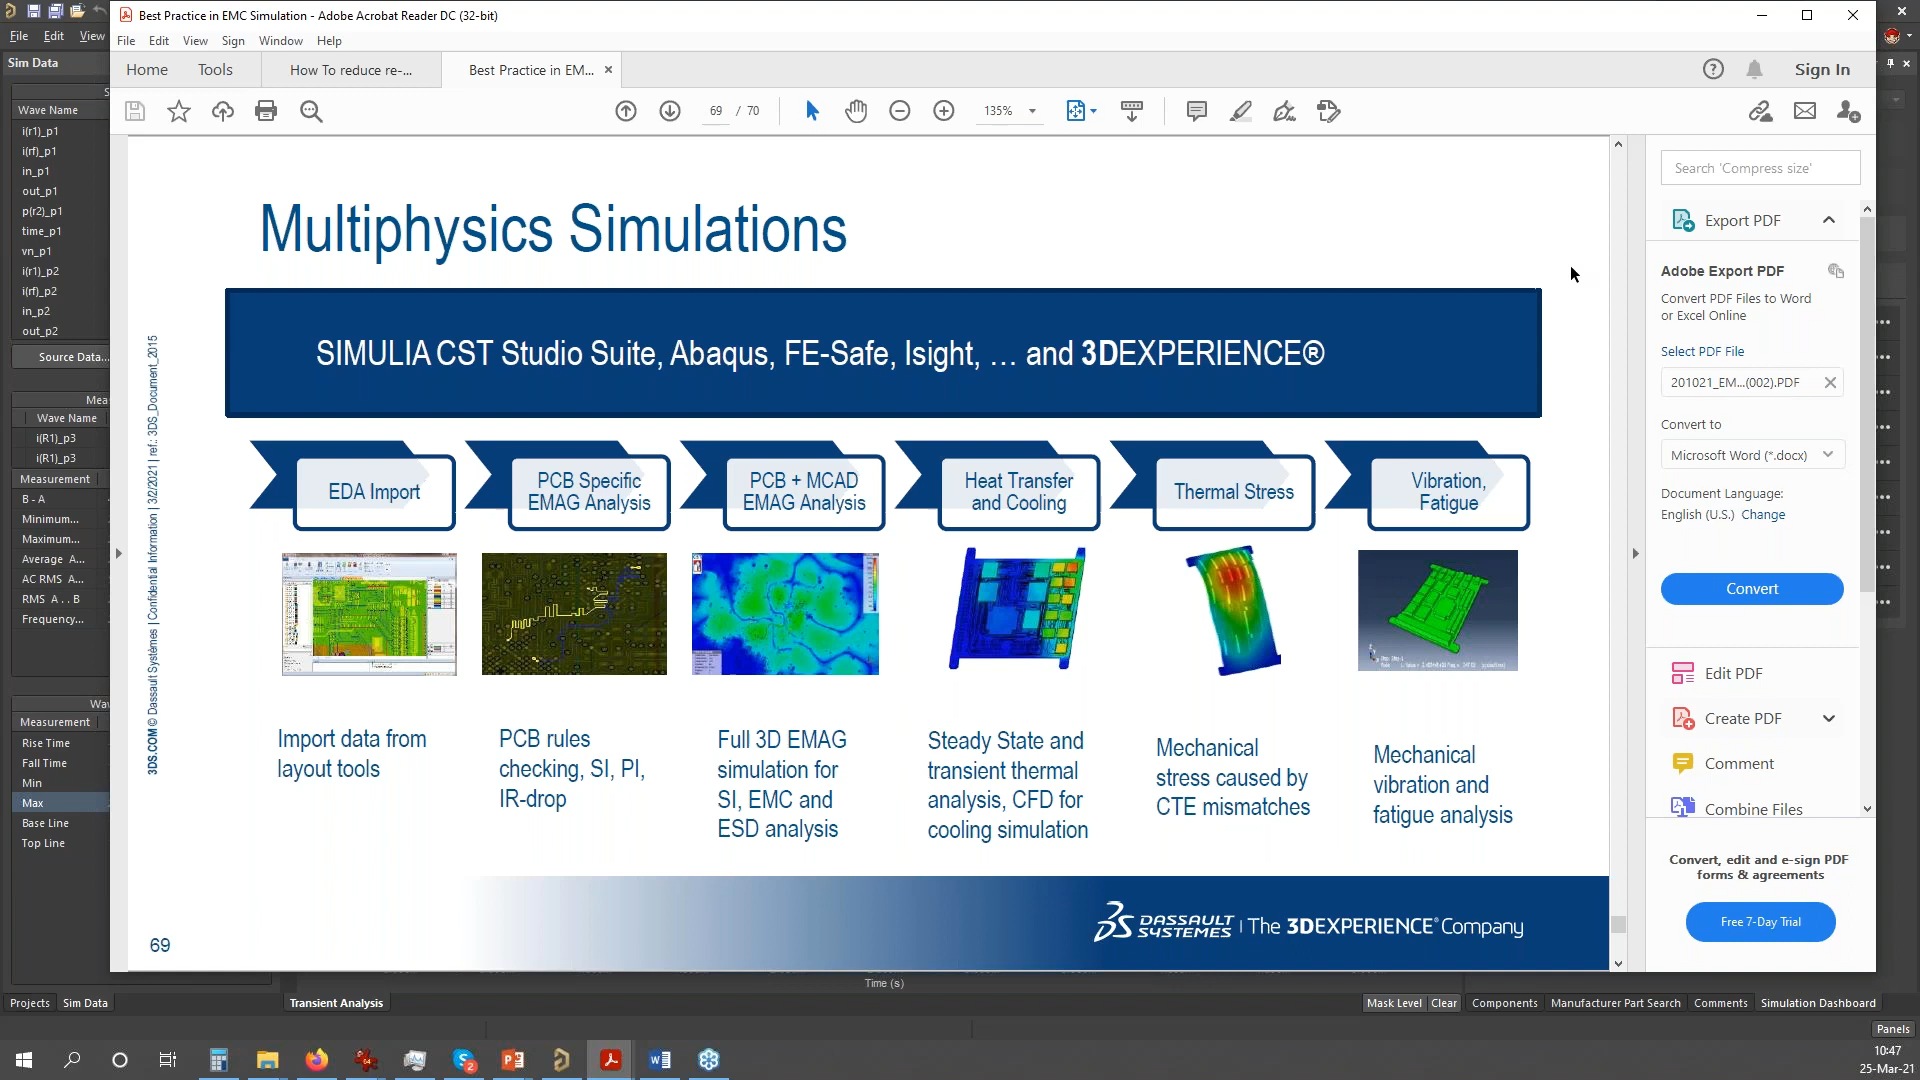 Best Practice in EMC Simulation - Adobe Acrobat Reader DC (32-bit)
File Edit View
File Edit View Sign Window Help
Sim Data
Home Tools How To reduce re-... Best Practice in EM... Sign In
69 / 70 135%
Wave Name
i(r1)_p1
i(rf)_p1
in_p1
out_p1
p(r2)_p1
time_p1
vn_p1
i(r1)_p2
i(rf)_p2
in_p2
out_p2
Source Data...
Mea
Wave Name
i(R1)_p3
i(R1)_p3
Measurement
B - A
Minimum...
Maximum...
Average A...
AC RMS A...
RMS A . . B
Frequency...
Wav
Measurement
Rise Time
Fall Time
Min
Max
Base Line
Top Line
3DS.COM © Dassault Systèmes | Confidential Information | 3/2/2021 | ref.: 3DS_Document_2015
Multiphysics Simulations
SIMULIA CST Studio Suite, Abaqus, FE-Safe, Isight, … and 3DEXPERIENCE®
EDA Import
PCB Specific
EMAG Analysis
PCB + MCAD
EMAG Analysis
Heat Transfer
and Cooling
Thermal Stress
Vibration,
Fatigue
Import data from
layout tools
PCB rules
checking, SI, PI,
IR-drop
Full 3D EMAG
simulation for
SI, EMC and
ESD analysis
Steady State and
transient thermal
analysis, CFD for
cooling simulation
Mechanical
stress caused by
CTE mismatches
Mechanical
vibration and
fatigue analysis
69
DASSAULT
SYSTEMES | The 3DEXPERIENCE® Company
Search 'Compress size'
Export PDF
Adobe Export PDF
Convert PDF Files to Word
or Excel Online
Select PDF File
201021_EM...(002).PDF
Convert to
Microsoft Word (*.docx)
Document Language:
English (U.S.) Change
Convert
Edit PDF
Create PDF
Comment
Combine Files
Convert, edit and e-sign PDF
forms & agreements
Free 7-Day Trial
Time (s)
Projects Sim Data Transient Analysis Mask Level Clear Components Manufacturer Part Search Comments Simulation Dashboard
Panels
64 2
10:47
25-Mar-21